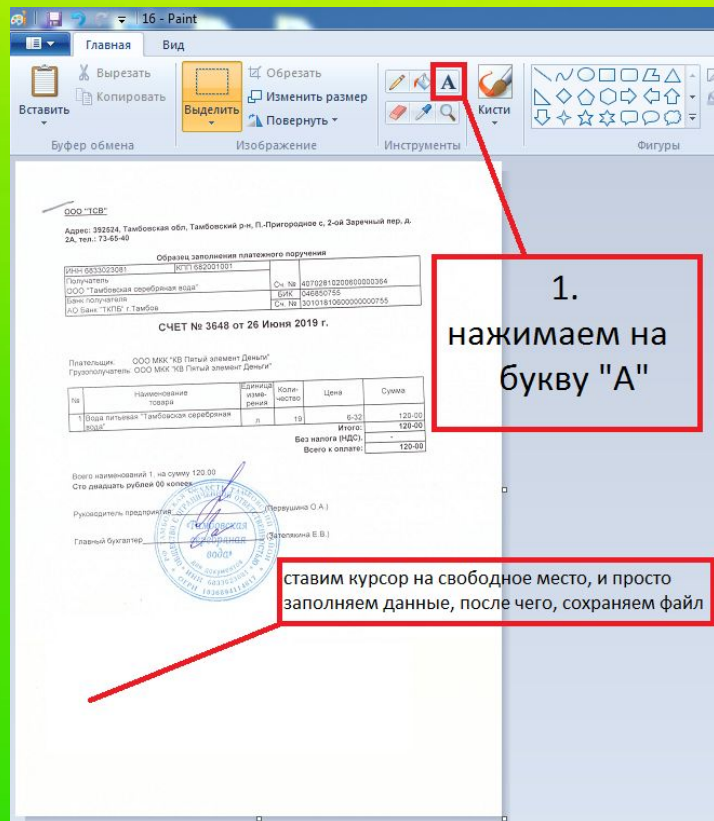 16 - Paint
Главная Вид
Вставить
Вырезать
Копировать
Буфер обмена
Выделить
Обрезать
Изменить размер
Повернуть
Изображение
A
Инструменты
Кисти
Фигуры
ООО "ТСВ"
Адрес: 392524, Тамбовская обл, Тамбовский р-н, П.-Пригородное с, 2-ой Заречный пер, д.
2А, тел.: 73-65-40
Образец заполнения платежного поручения
ИНН 6833023081 КПП 682001001
Получатель
ООО "Тамбовская серебряная вода" Сч. № 40702810200600000364
Банк получателя БИК 046850755
АО Банк "ТКПБ" г.Тамбов Сч. № 30101810600000000755
СЧЕТ № 3648 от 26 Июня 2019 г.
Плательщик: ООО МКК "КВ Пятый элемент Деньги"
Грузополучатель: ООО МКК "КВ Пятый элемент Деньги"
№ Наименование товара Единица измерения Количество Цена Сумма
1 Вода питьевая "Тамбовская серебряная вода" л 19 6-32 120-00
Итого: 120-00
Без налога (НДС). -
Всего к оплате: 120-00
Всего наименований 1, на сумму 120.00
Сто двадцать рублей 00 копеек
Руководитель предприятия (Первушина О.А.)
Главный бухгалтер (Затепякина Е.В.)
«Тамбовская
серебряная
вода»
1.
нажимаем на
букву "А"
ставим курсор на свободное место, и просто
заполняем данные, после чего, сохраняем файл